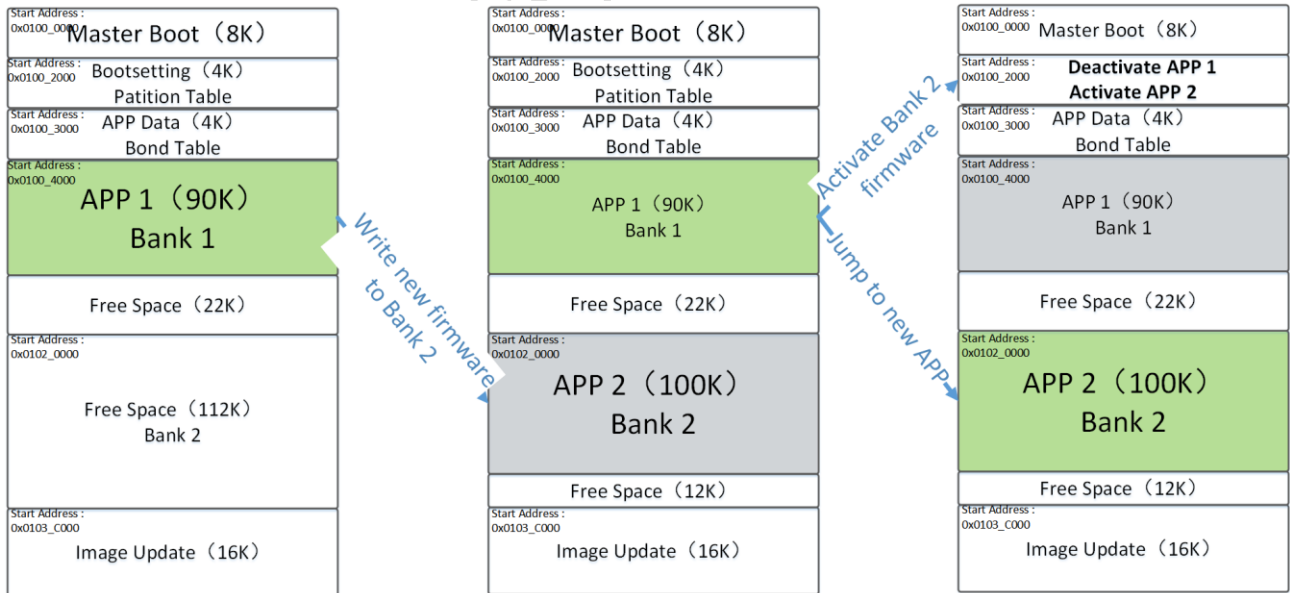 Start Address :
0x0100_0000
Master Boot（8K）
Start Address :
0x0100_2000
Bootsetting（4K）
Patition Table
Start Address :
0x0100_3000
APP Data（4K）
Bond Table
Start Address :
0x0100_4000
APP 1（90K）
Bank 1
Free Space（22K）
Start Address :
0x0102_0000
Free Space（112K）
Bank 2
Start Address :
0x0103_C000
Image Update（16K）
Write new firmware
to Bank 2
Start Address :
0x0100_0000
Master Boot（8K）
Start Address :
0x0100_2000
Bootsetting（4K）
Patition Table
Start Address :
0x0100_3000
APP Data（4K）
Bond Table
Start Address :
0x0100_4000
APP 1（90K）
Bank 1
Free Space（22K）
Start Address :
0x0102_0000
APP 2（100K）
Bank 2
Free Space（12K）
Start Address :
0x0103_C000
Image Update（16K）
Activate Bank 2
firmware
Jump to new APP
Start Address :
0x0100_0000
Master Boot（8K）
Start Address :
0x0100_2000
Deactivate APP 1
Activate APP 2
Start Address :
0x0100_3000
APP Data（4K）
Bond Table
Start Address :
0x0100_4000
APP 1（90K）
Bank 1
Free Space（22K）
Start Address :
0x0102_0000
APP 2（100K）
Bank 2
Free Space（12K）
Start Address :
0x0103_C000
Image Update（16K）